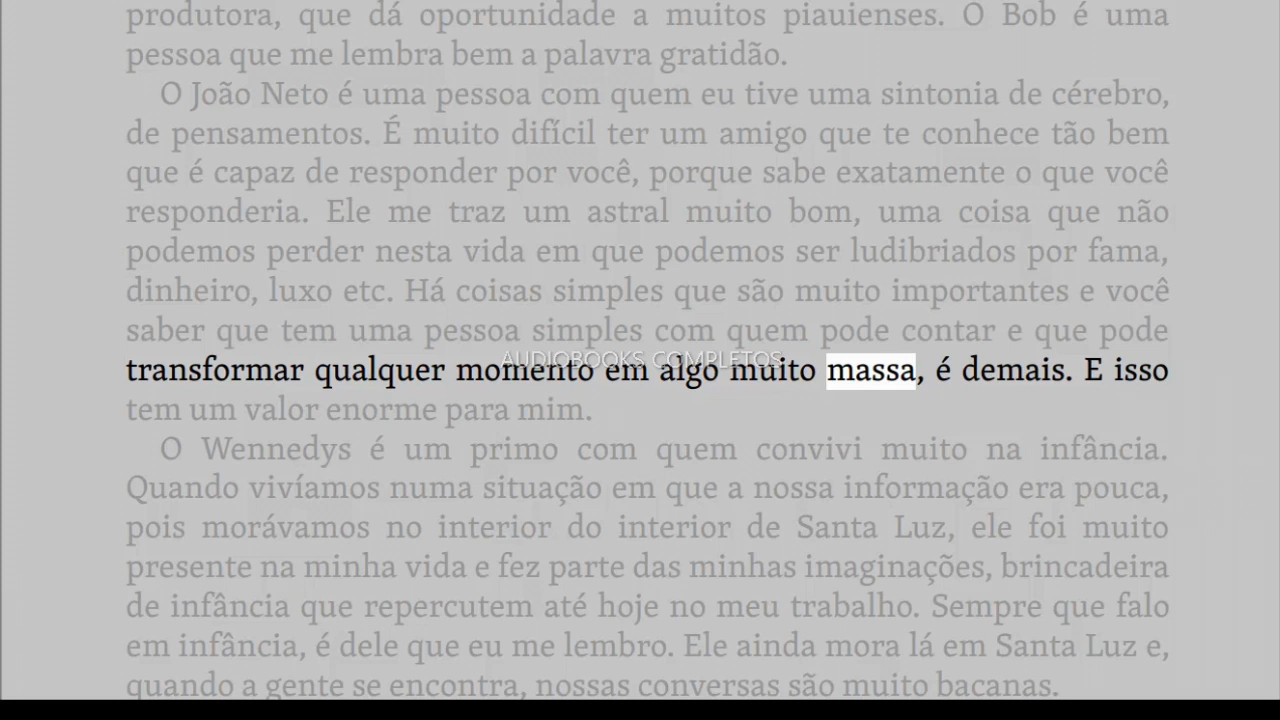 produtora, que dá oportunidade a muitos piauienses. O Bob é uma
pessoa que me lembra bem a palavra gratidão.
O João Neto é uma pessoa com quem eu tive uma sintonia de cérebro,
de pensamentos. É muito difícil ter um amigo que te conhece tão bem
que é capaz de responder por você, porque sabe exatamente o que você
responderia. Ele me traz um astral muito bom, uma coisa que não
podemos perder nesta vida em que podemos ser ludibriados por fama,
dinheiro, luxo etc. Há coisas simples que são muito importantes e você
saber que tem uma pessoa simples com quem pode contar e que pode
AUDIOBOOKS COMPLETOS
transformar qualquer momento em algo muito massa, é demais. E isso
tem um valor enorme para mim.
O Wennedys é um primo com quem convivi muito na infância.
Quando vivíamos numa situação em que a nossa informação era pouca,
pois morávamos no interior do interior de Santa Luz, ele foi muito
presente na minha vida e fez parte das minhas imaginações, brincadeira
de infância que repercutem até hoje no meu trabalho. Sempre que falo
em infância, é dele que eu me lembro. Ele ainda mora lá em Santa Luz e,
quando a gente se encontra, nossas conversas são muito bacanas.